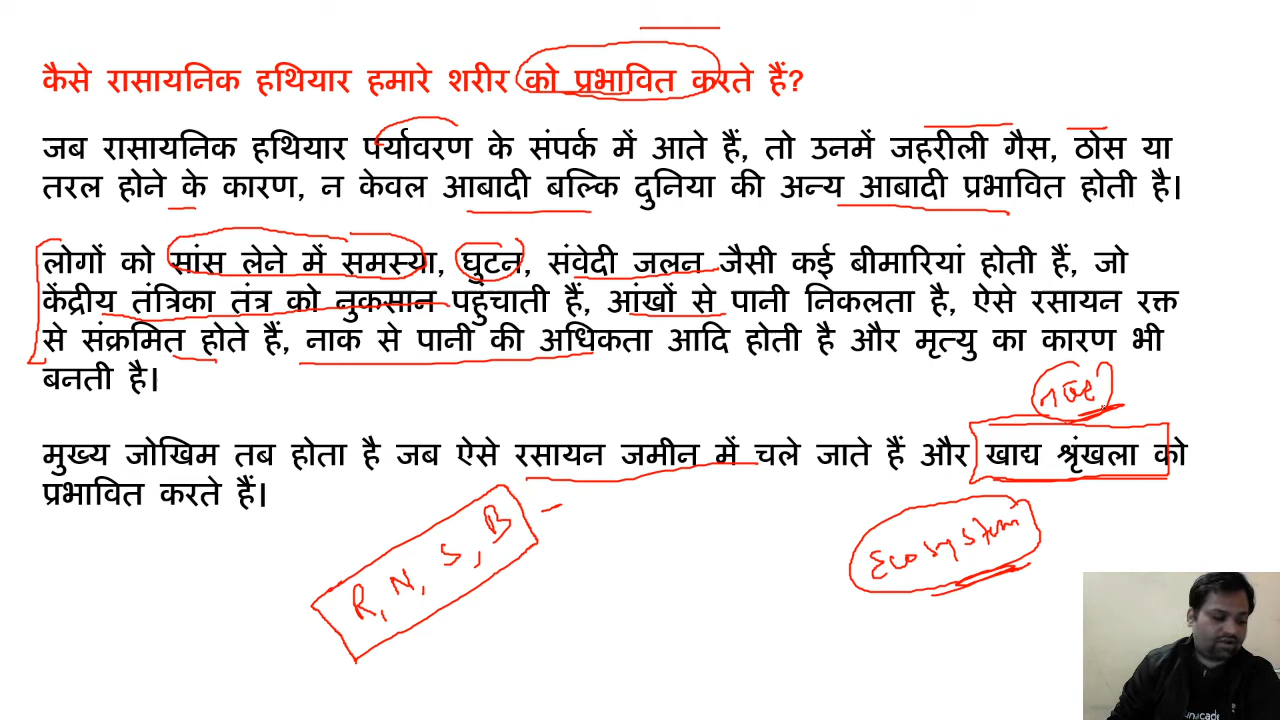 कैसे रासायनिक हथियार हमारे शरीर को प्रभावित करते हैं?
जब रासायनिक हथियार पर्यावरण के संपर्क में आते हैं, तो उनमें जहरीली गैस, ठोस या
तरल होने के कारण, न केवल आबादी बल्कि दुनिया की अन्य आबादी प्रभावित होती है।
लोगों को सांस लेने में समस्या, घुटन, संवेदी जलन जैसी कई बीमारियां होती हैं, जो
केंद्रीय तंत्रिका तंत्र को नुकसान पहुंचाती हैं, आंखों से पानी निकलता है, ऐसे रसायन रक्त
से संक्रमित होते हैं, नाक से पानी की अधिकता आदि होती है और मृत्यु का कारण भी
बनती है।
मुख्य जोखिम तब होता है जब ऐसे रसायन जमीन में चले जाते हैं और खाद्य श्रृंखला को
प्रभावित करते हैं।
R, N, S, B
Ecosystem